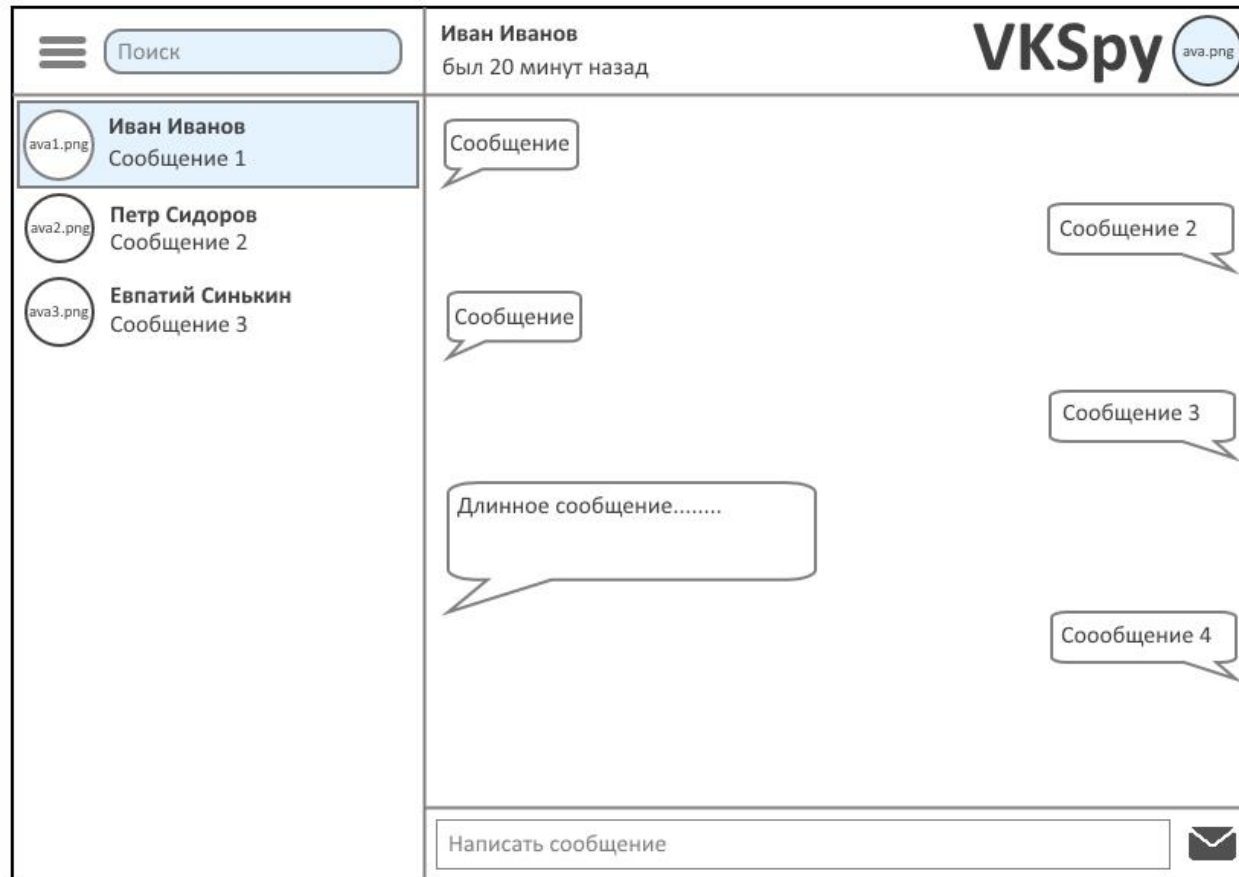 Поиск
Иван Иванов
был 20 минут назад
VKSpy
ava.png
ava1.png
Иван Иванов
Сообщение 1
ava2.png
Петр Сидоров
Сообщение 2
ava3.png
Евпатий Синькин
Сообщение 3
Сообщение
Сообщение 2
Сообщение
Сообщение 3
Длинное сообщение........
Соообщение 4
Написать сообщение